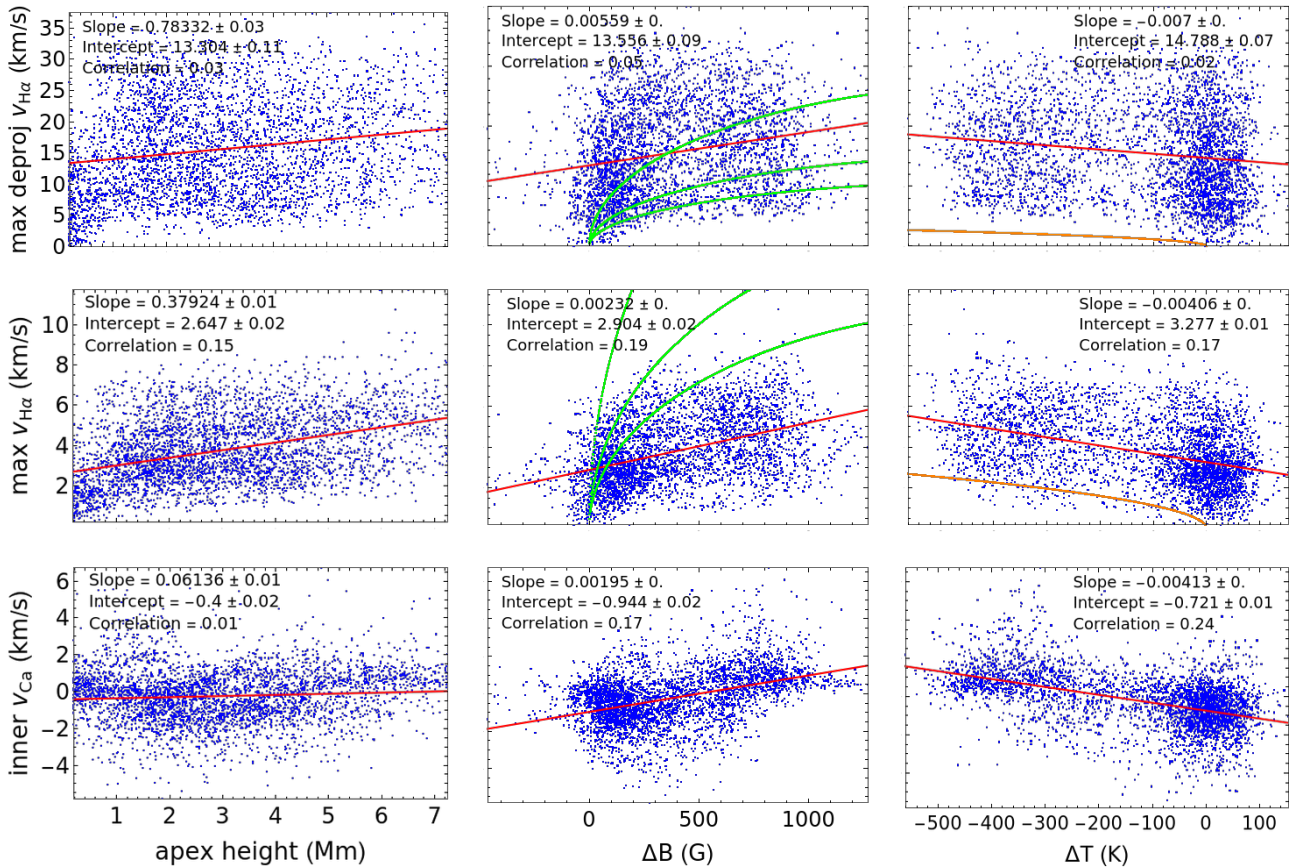 max deproj vHα (km/s)
35
30
25
20
15
10
5
0
Slope = 0.78332 ± 0.03
Intercept = 13.304 ± 0.11
Correlation = 0.03
Slope = 0.00559 ± 0.
Intercept = 13.556 ± 0.09
Correlation = 0.05
Slope = −0.007 ± 0.
Intercept = 14.788 ± 0.07
Correlation = 0.02
max vHα (km/s)
10
8
6
4
2
Slope = 0.37924 ± 0.01
Intercept = 2.647 ± 0.02
Correlation = 0.15
Slope = 0.00232 ± 0.
Intercept = 2.904 ± 0.02
Correlation = 0.19
Slope = −0.00406 ± 0.
Intercept = 3.277 ± 0.01
Correlation = 0.17
inner vCa (km/s)
6
4
2
0
−2
−4
Slope = 0.06136 ± 0.01
Intercept = −0.4 ± 0.02
Correlation = 0.01
Slope = 0.00195 ± 0.
Intercept = −0.944 ± 0.02
Correlation = 0.17
Slope = −0.00413 ± 0.
Intercept = −0.721 ± 0.01
Correlation = 0.24
1 2 3 4 5 6 7
apex height (Mm)
0 500 1000
ΔB (G)
−500 −400 −300 −200 −100 0 100
ΔT (K)